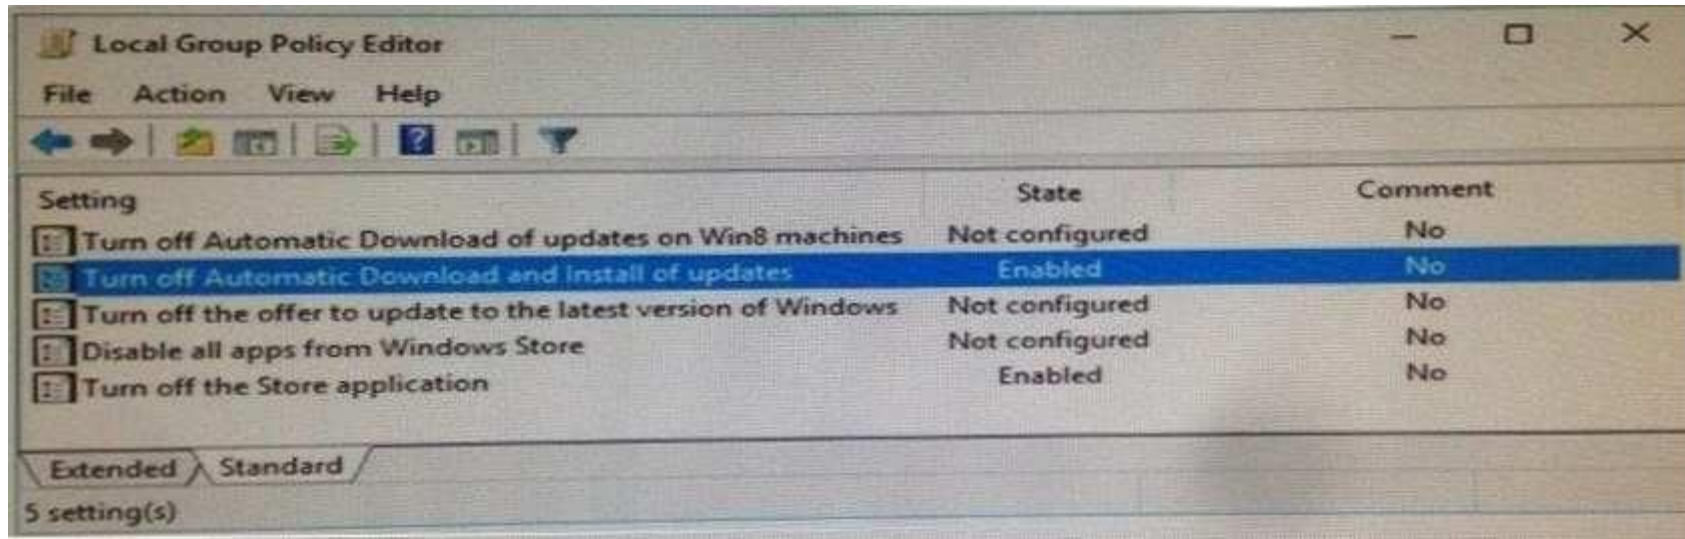 Local Group Policy Editor
File Action View Help
Setting State Comment
Turn off Automatic Download of updates on Win8 machines Not configured No
Turn off Automatic Download and Install of updates Enabled No
Turn off the offer to update to the latest version of Windows Not configured No
Disable all apps from Windows Store Not configured No
Turn off the Store application Enabled No
Extended Standard
5 setting(s)